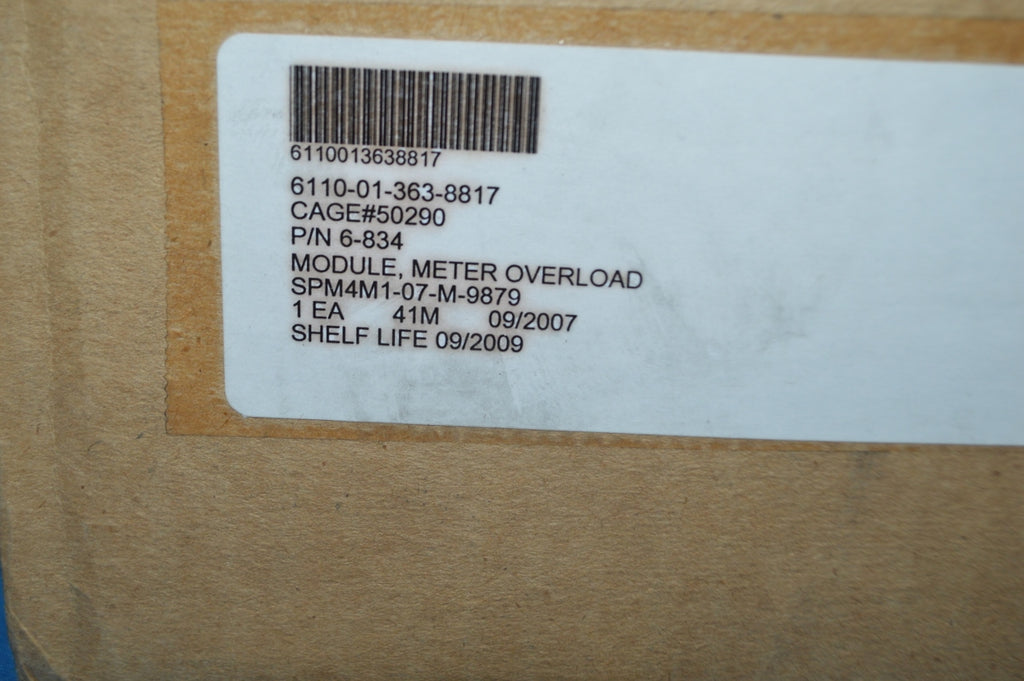 6110013638817
6110-01-363-8817
CAGE#50290
P/N 6-834
MODULE, METER OVERLOAD
SPM4M1-07-M-9879
1 EA 41M 09/2007
SHELF LIFE 09/2009